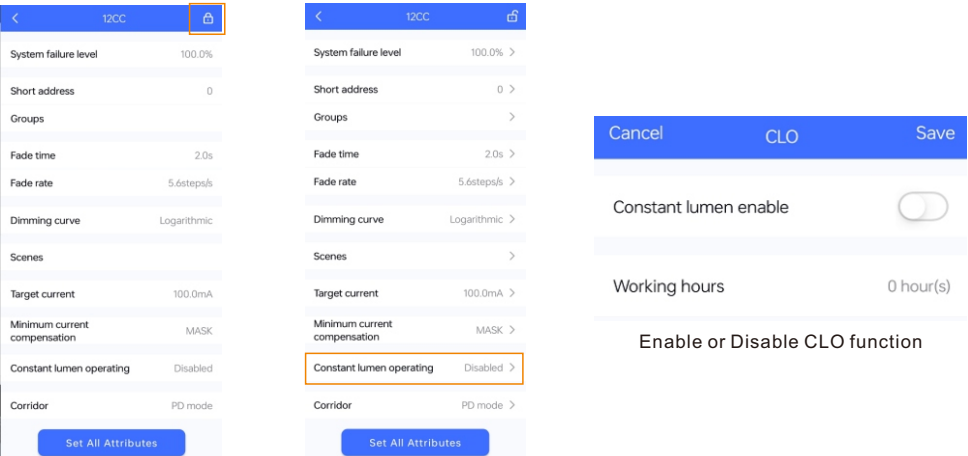 12CC
System failure level 100.0%
Short address 0
Groups
Fade time 2.0s
Fade rate 5.6steps/s
Dimming curve Logarithmic
Scenes
Target current 100.0mA
Minimum current
compensation MASK
Constant lumen operating Disabled
Corridor PD mode
Set All Attributes
12CC
System failure level 100.0%
Short address 0
Groups
Fade time 2.0s
Fade rate 5.6steps/s
Dimming curve Logarithmic
Scenes
Target current 100.0mA
Minimum current
compensation MASK
Constant lumen operating Disabled
Corridor PD mode
Set All Attributes
Cancel CLO Save
Constant lumen enable
Working hours 0 hour(s)
Enable or Disable CLO function